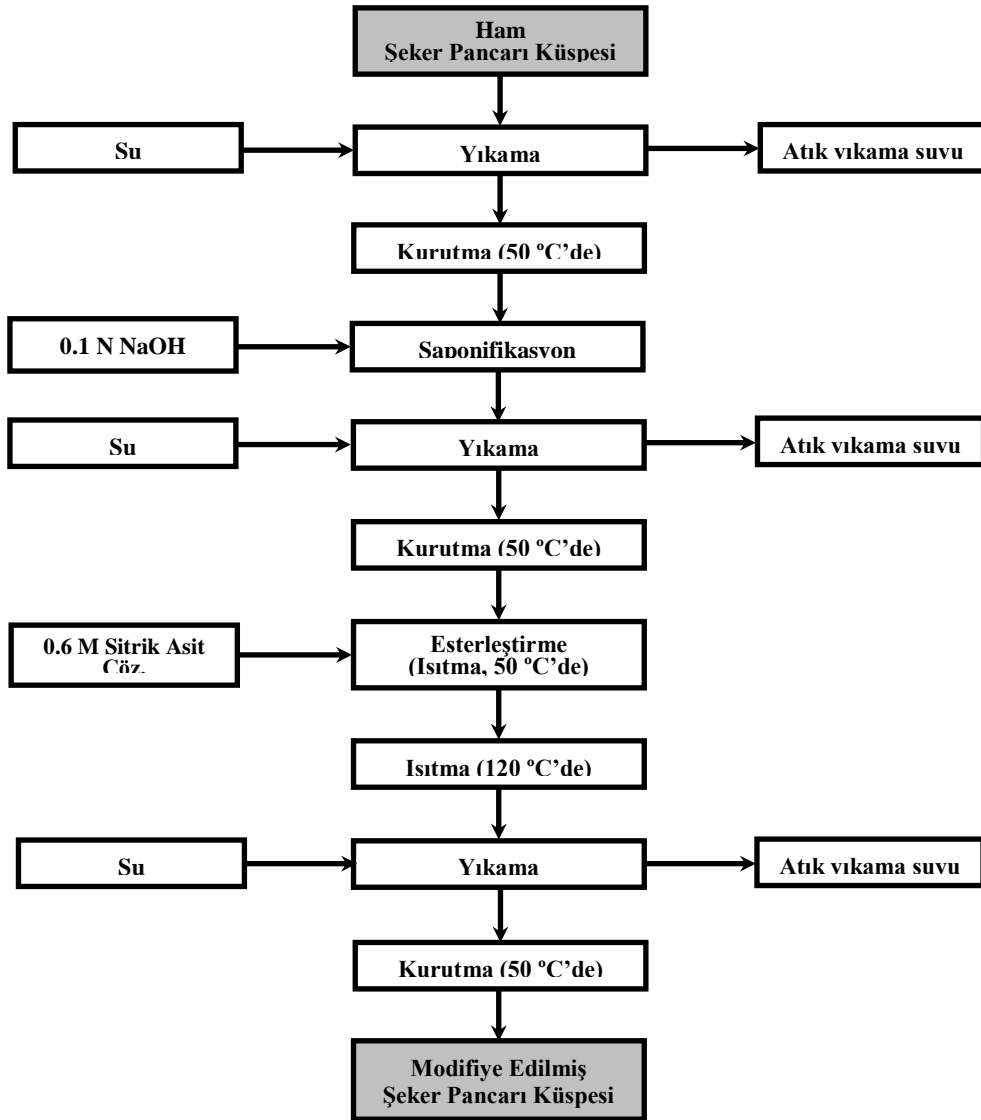 Ham
Şeker Pancarı Küspesi
Su
Yıkama
Atık yıkama suyu
Kurutma (50 ºC’de)
0.1 N NaOH
Saponifikasyon
Su
Yıkama
Atık yıkama suyu
Kurutma (50 ºC’de)
0.6 M Sitrik Asit
Çöz.
Esterleştirme
(Isıtma, 50 ºC’de)
Isıtma (120 ºC’de)
Su
Yıkama
Atık yıkama suyu
Kurutma (50 ºC’de)
Modifiye Edilmiş
Şeker Pancarı Küspesi